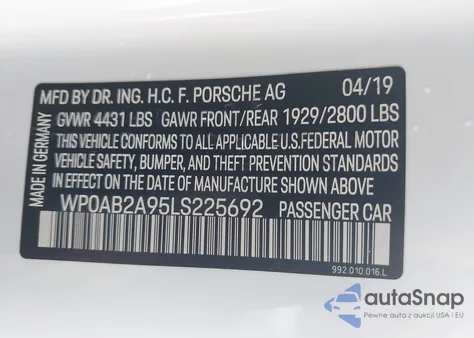 MFD BY DR. ING. H.C. F. PORSCHE AG 04/19
GVWR 4431 LBS GAWR FRONT/REAR 1929/2800 LBS
THIS VEHICLE CONFORMS TO ALL APPLICABLE U.S.FEDERAL MOTOR
VEHICLE SAFETY, BUMPER, AND THEFT PREVENTION STANDARDS
IN EFFECT ON THE DATE OF MANUFACTURE SHOWN ABOVE
WP0AB2A95LS225692 PASSENGER CAR
MADE IN GERMANY
992.010.016.L
autoSnap
Pewne auta z aukcji USA i EU